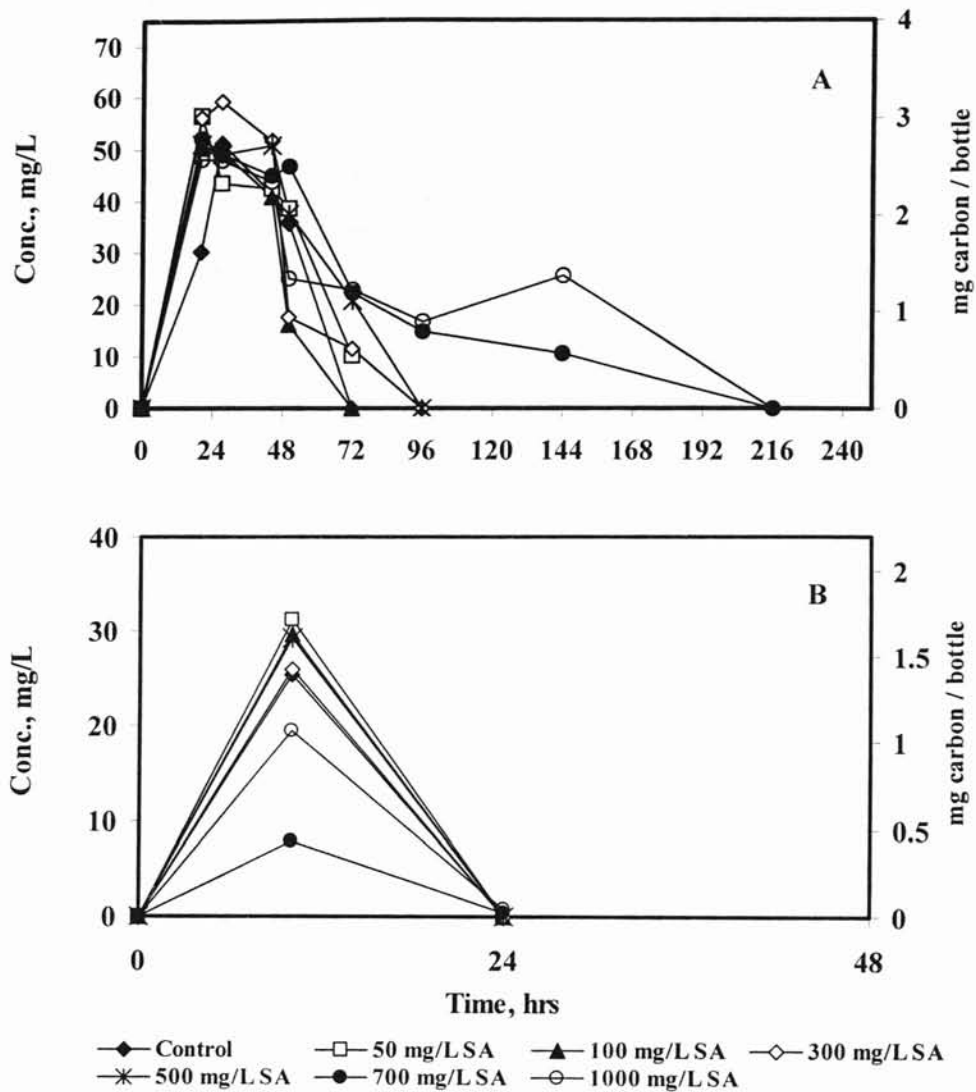 A
Conc., mg/L
70
60
50
40
30
20
10
0
0 24 48 72 96 120 144 168 192 216 240
4
3
2
1
0
mg carbon / bottle
B
Conc., mg/L
40
30
20
10
0
0 24 48
2
1.5
1
0.5
0
mg carbon / bottle
Time, hrs
Control 50 mg/L SA 100 mg/L SA 300 mg/L SA
500 mg/L SA 700 mg/L SA 1000 mg/L SA